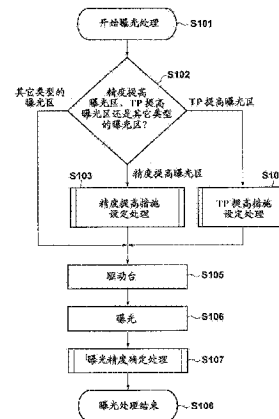 开始曝光处理
S101
S102
其它类型的
曝光区
精度提高
曝光区、TP提高
曝光区还是其它类型
的曝光区？
TP提高曝光区
精度提高曝光区
S103
精度提高措施
设定处理
S10
TP提高措施
设定处理
驱动台
S105
曝光
S106
曝光精度确定处理
S107
曝光处理结束
S108